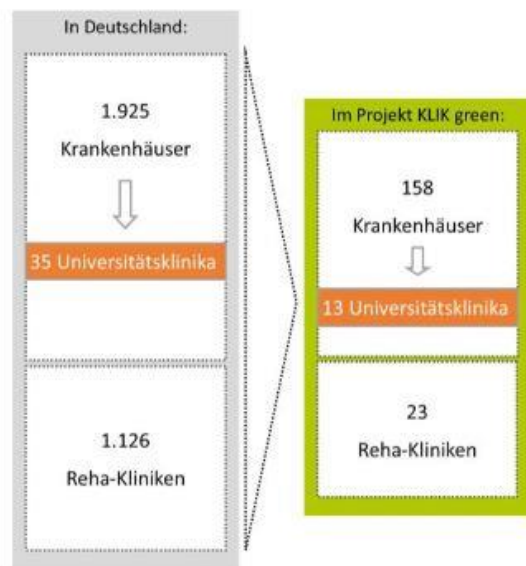 In Deutschland:
1.925
Krankenhäuser
35 Universitätsklinika
1.126
Reha-Kliniken
Im Projekt KLIK green:
158
Krankenhäuser
13 Universitätsklinika
23
Reha-Kliniken